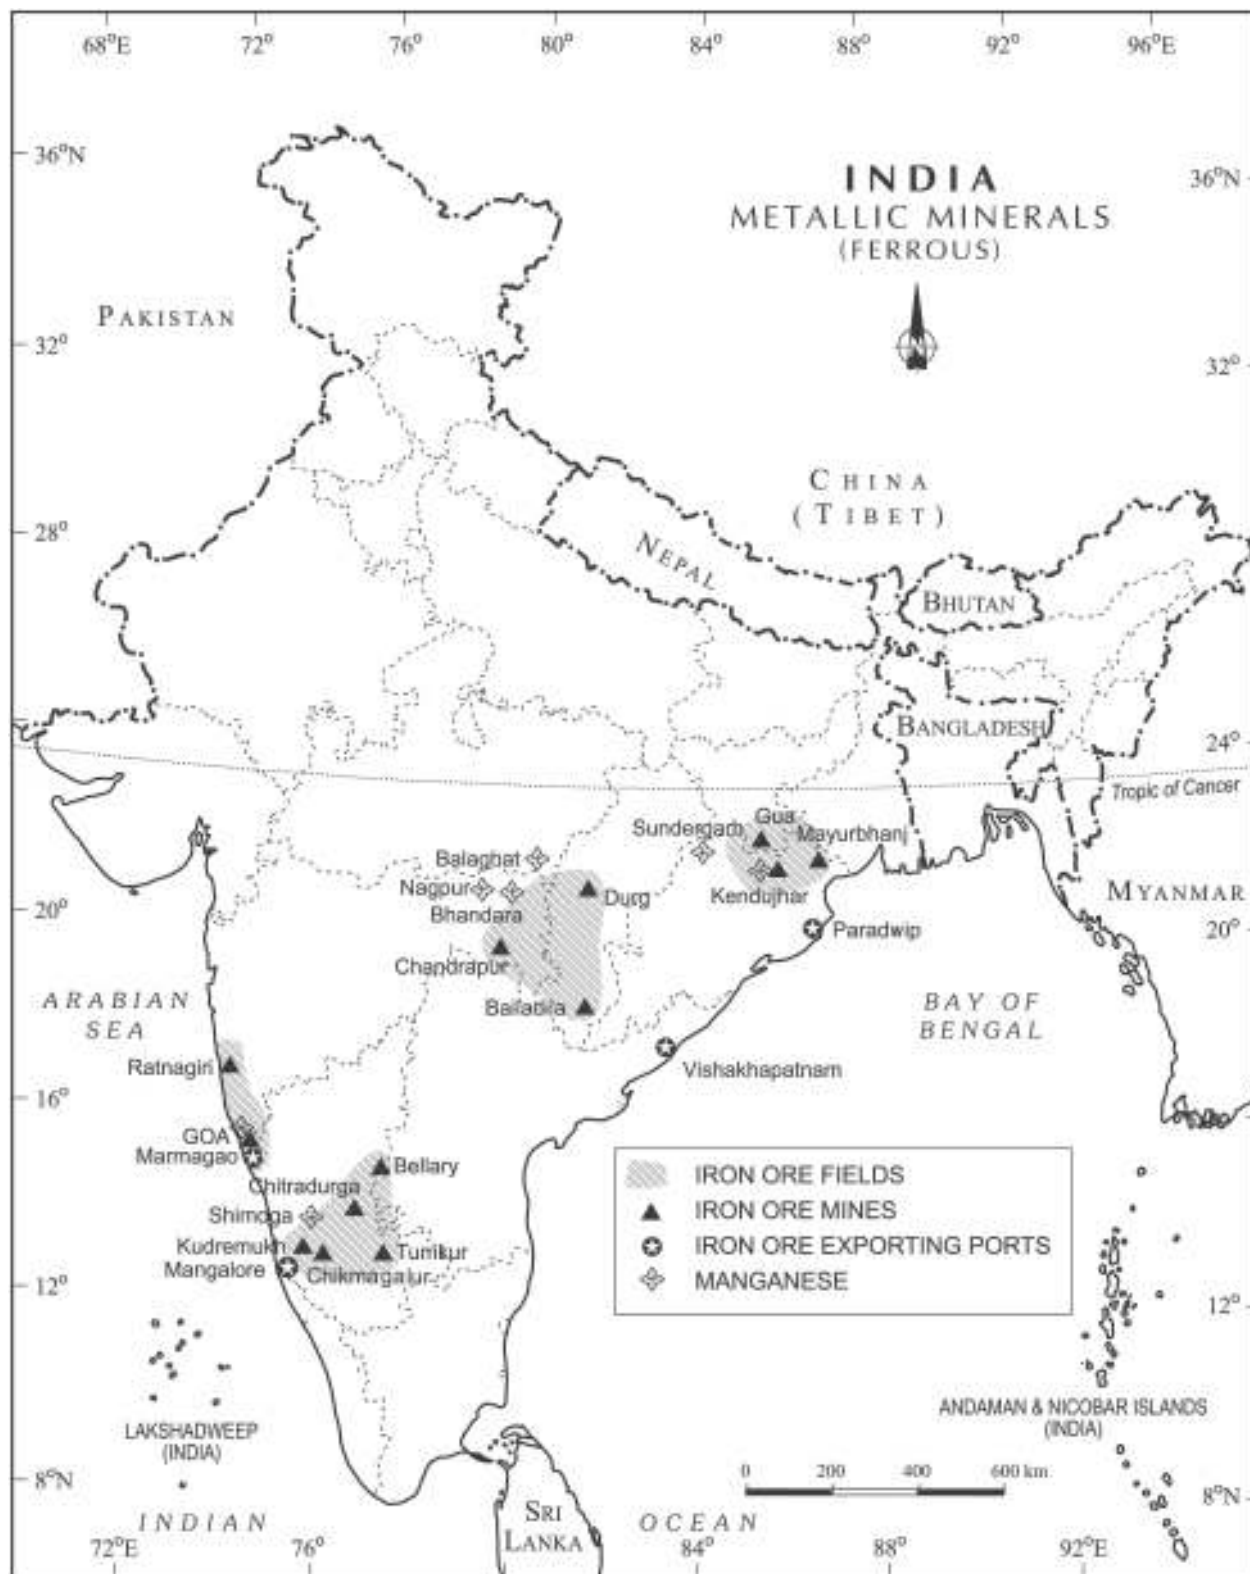 68°E 72° 76° 80° 84° 88° 92° 96°E
36°N
36°N
INDIA
METALLIC MINERALS
(FERROUS)
PAKISTAN
32°
32°
CHINA
(TIBET)
28°
NEPAL
BHUTAN
BANGLADESH
24°
Tropic of Cancer
Gua
Sundergarh
Mayurbhanj
Balaghat
Nagpur
Durg
Kendujhar
MYANMAR
20°
Bhandara
Paradwip
20°
Chandrapur
ARABIAN
SEA
Bailadila
BAY OF
BENGAL
Ratnagiri
Vishakhapatnam
16°
GOA
Marmagao
Bellary
Chitradurga
Shimoga
Kudremukh
Tumkur
Mangalore
Chikmagalur
IRON ORE FIELDS
IRON ORE MINES
IRON ORE EXPORTING PORTS
MANGANESE
12°
12°
LAKSHADWEEP
(INDIA)
ANDAMAN & NICOBAR ISLANDS
(INDIA)
0 200 400 600 km
8°N
8°N
SRI
LANKA
INDIAN OCEAN
72°E 76° 84° 88° 92°E